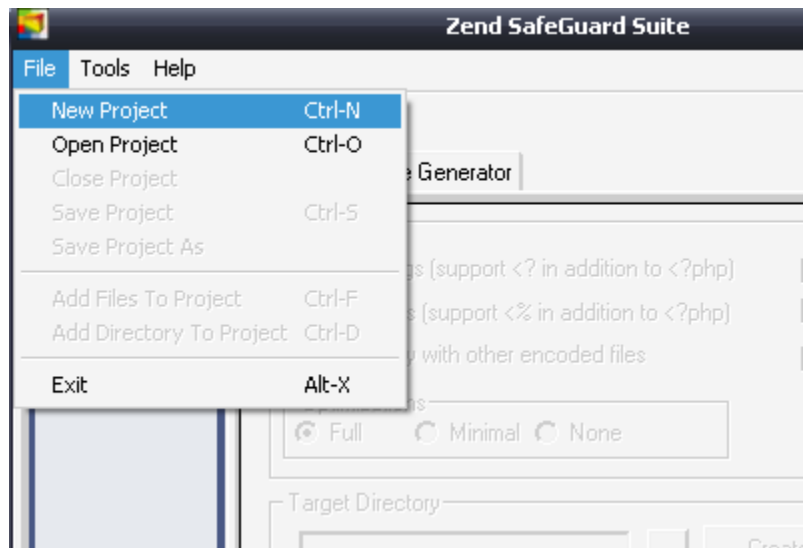 Zend SafeGuard Suite
File Tools Help
New Project Ctrl-N
Open Project Ctrl-O
Close Project
Save Project Ctrl-S
Save Project As
Add Files To Project Ctrl-F
Add Directory To Project Ctrl-D
Exit Alt-X
Generator
(support <? in addition to <?php)
(support <% in addition to <?php)
with other encoded files
Full Minimal None
Target Directory